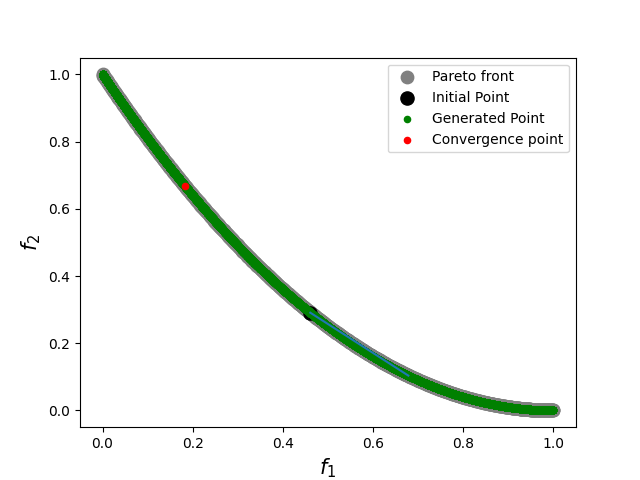 Pareto front
Initial Point
Generated Point
Convergence point
1.0
0.8
0.6
0.4
0.2
0.0
f₂
0.0 0.2 0.4 0.6 0.8 1.0
f₁